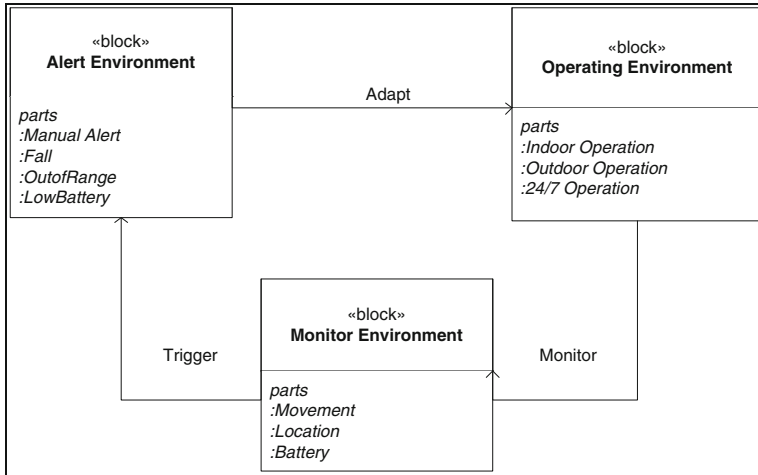 «block»
Alert Environment
parts
:Manual Alert
:Fall
:OutofRange
:LowBattery
Adapt
«block»
Operating Environment
parts
:Indoor Operation
:Outdoor Operation
:24/7 Operation
Trigger
«block»
Monitor Environment
parts
:Movement
:Location
:Battery
Monitor